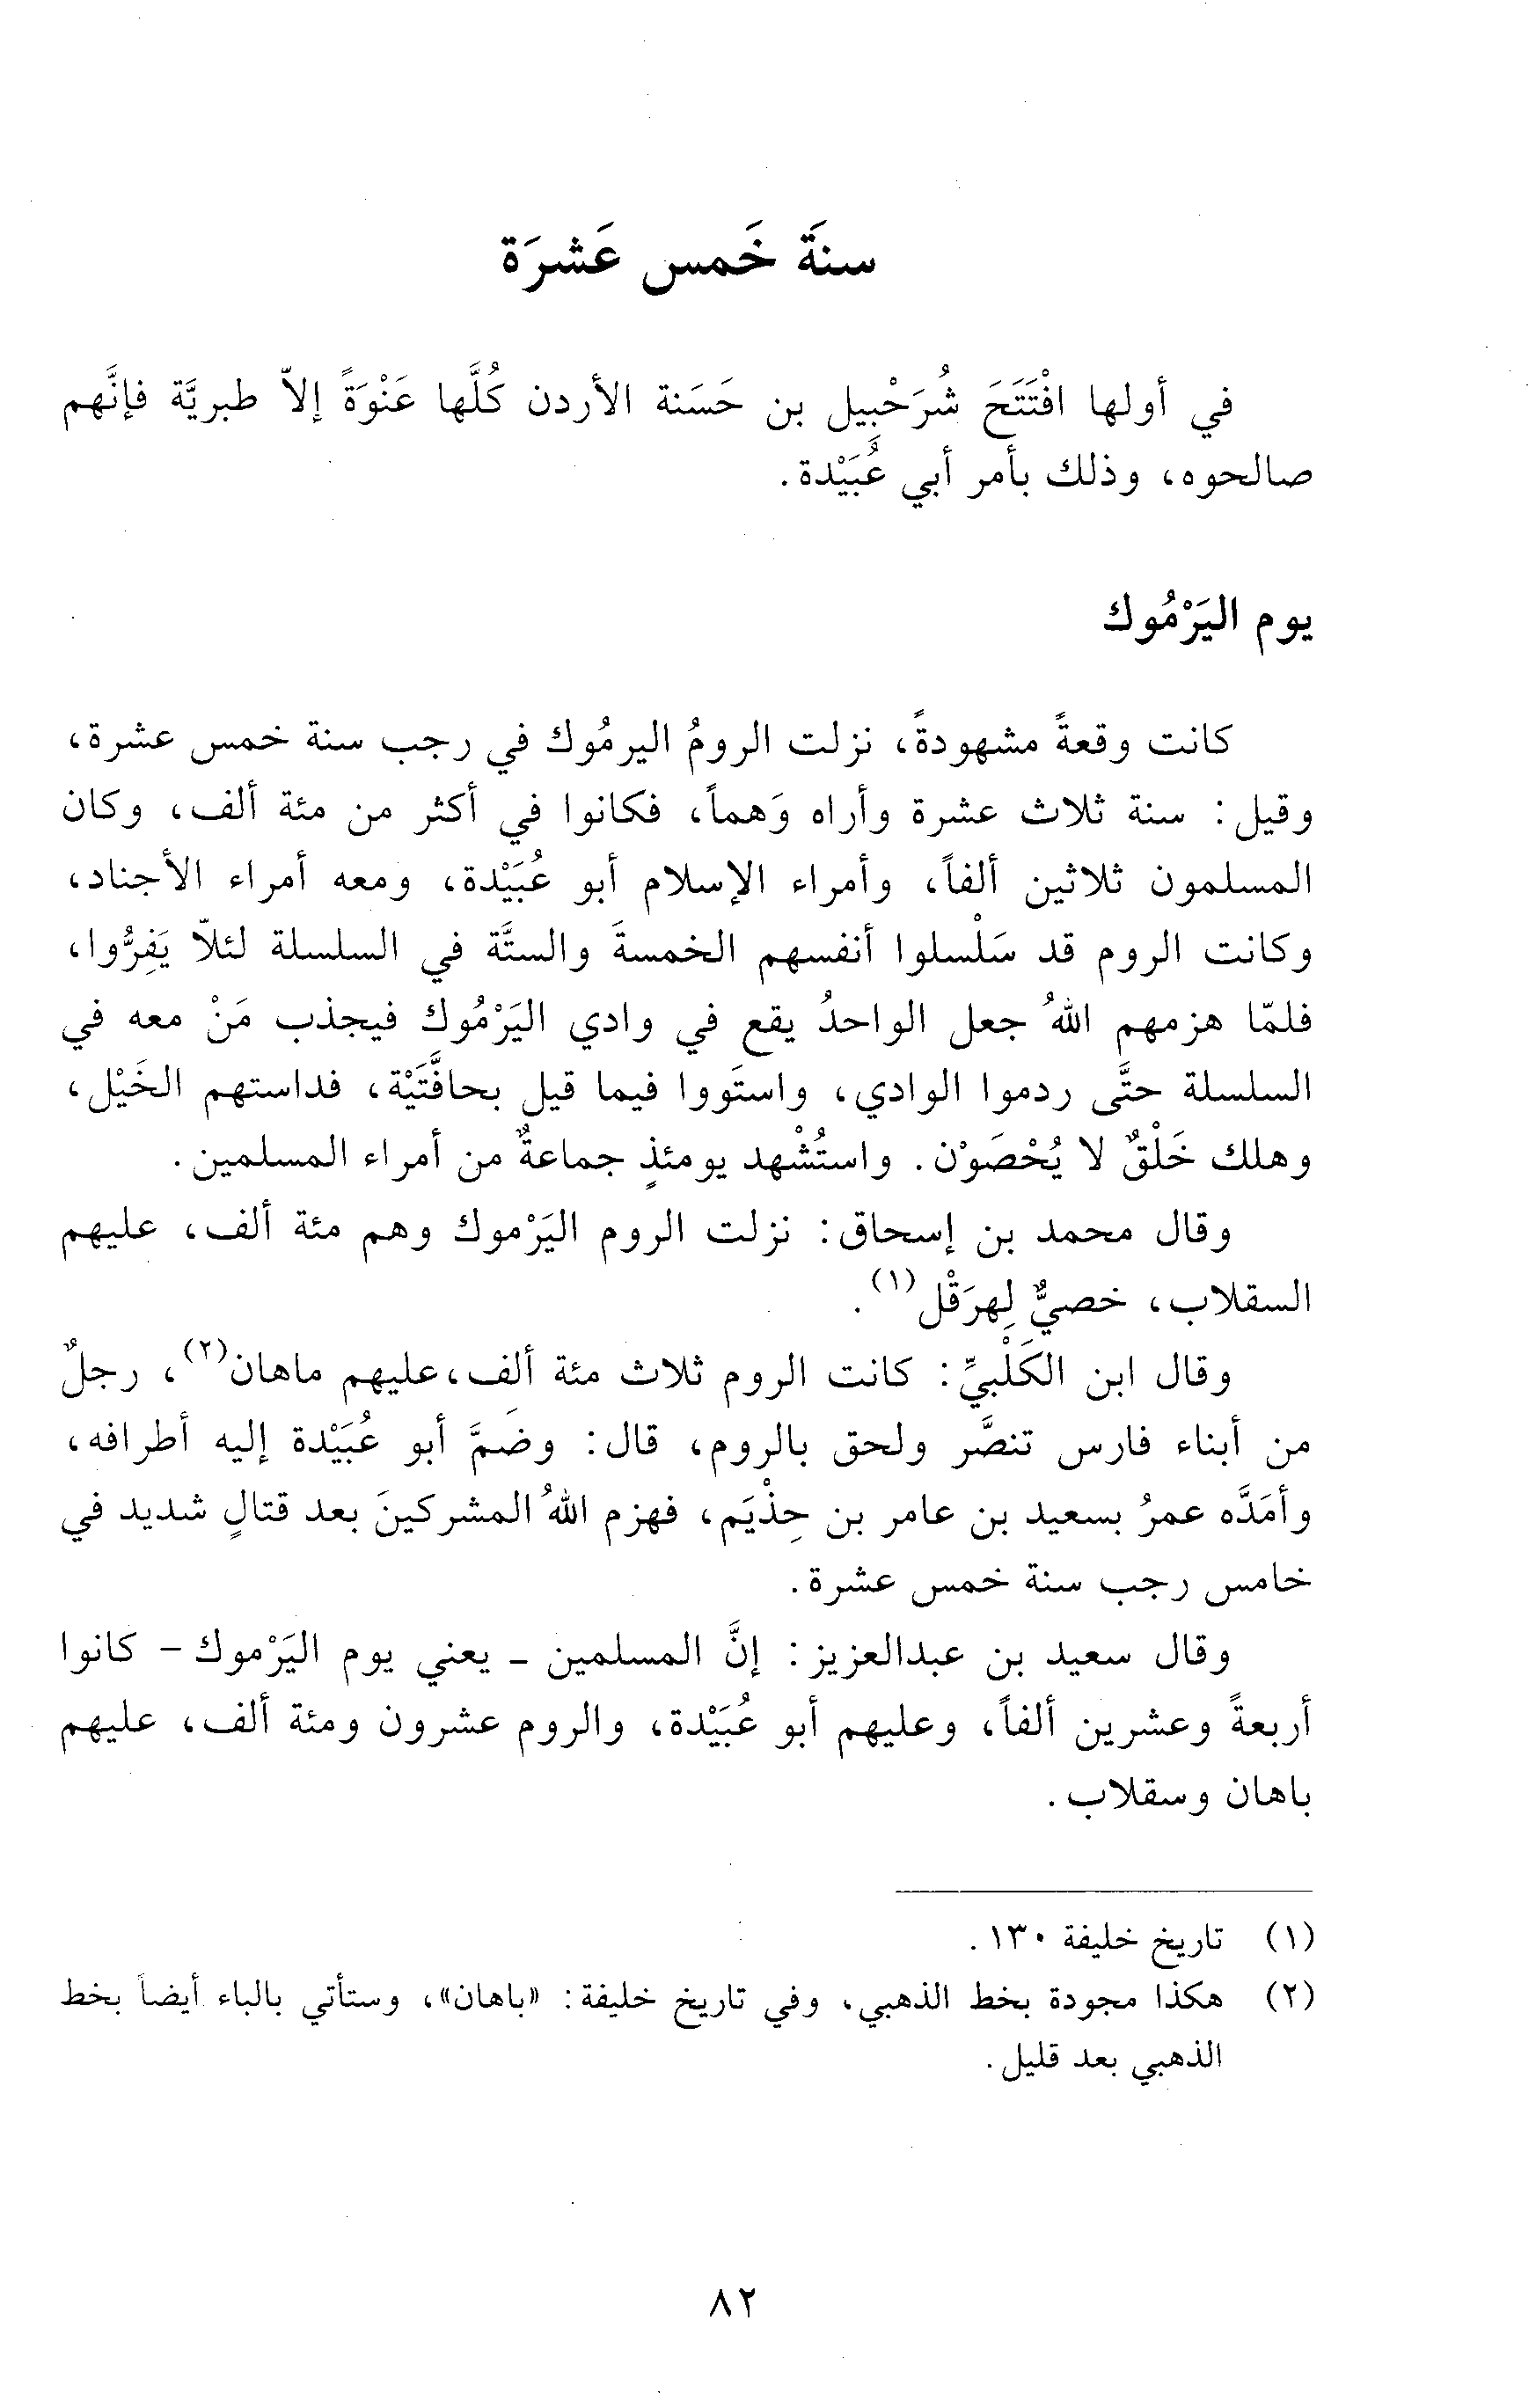 سنَة خَمس عَشرَة
في أولها افْتَتَحَ شُرَحْبِيل بن حَسَنة الأردن كُلَّها عَنْوَةً إلاّ طبريَّة فإنَّهم
صالحوه، وذلك بأمر أبي عُبَيْدة.
يوم اليَرْمُوك
كانت وقعةً مشهودةً، نزلت الرومُ اليرمُوك في رجب سنة خمس عشرة،
وقيل: سنة ثلاث عشرة وأراه وَهماً، فكانوا في أكثر من مئة ألف، وكان
المسلمون ثلاثين ألفاً، وأمراء الإسلام أبو عُبَيْدة، ومعه أمراء الأجناد،
وكانت الروم قد سَلْسلوا أنفسهم الخمسةَ والستَّة في السلسلة لئلاّ يَفِرُّوا،
فلمّا هزمهم اللهُ جعل الواحدُ يقع في وادي اليَرْمُوك فيجذب مَنْ معه في
السلسلة حتَّى ردموا الوادي، واستَووا فيما قيل بحافَّتَيْة، فداستهم الخَيْل،
وهلك خَلْقٌ لا يُحْصَوْن. واستُشْهد يومئذٍ جماعةٌ من أمراء المسلمين.
وقال محمد بن إسحاق: نزلت الروم اليَرْموك وهم مئة ألف، عليهم
السقلاب، خصيٌّ لِهرَقْل(١).
وقال ابن الكَلْبيِّ: كانت الروم ثلاث مئة ألف،عليهم ماهان(٢)، رجلٌ
من أبناء فارس تنصَّر ولحق بالروم، قال: وضَمَّ أبو عُبَيْدة إليه أطرافه،
وأمَدَّه عمرُ بسعيد بن عامر بن حِذْيَم، فهزم اللهُ المشركينَ بعد قتالٍ شديد في
خامس رجب سنة خمس عشرة.
وقال سعيد بن عبدالعزيز: إنَّ المسلمين - يعني يوم اليَرْموك - كانوا
أربعةً وعشرين ألفاً، وعليهم أبو عُبَيْدة، والروم عشرون ومئة ألف، عليهم
باهان وسقلاب.
(١) تاريخ خليفة ١٣٠.
(٢) هكذا مجودة بخط الذهبي، وفي تاريخ خليفة: «باهان»، وستأتي بالباء أيضاً بخط
الذهبي بعد قليل.
٨٢